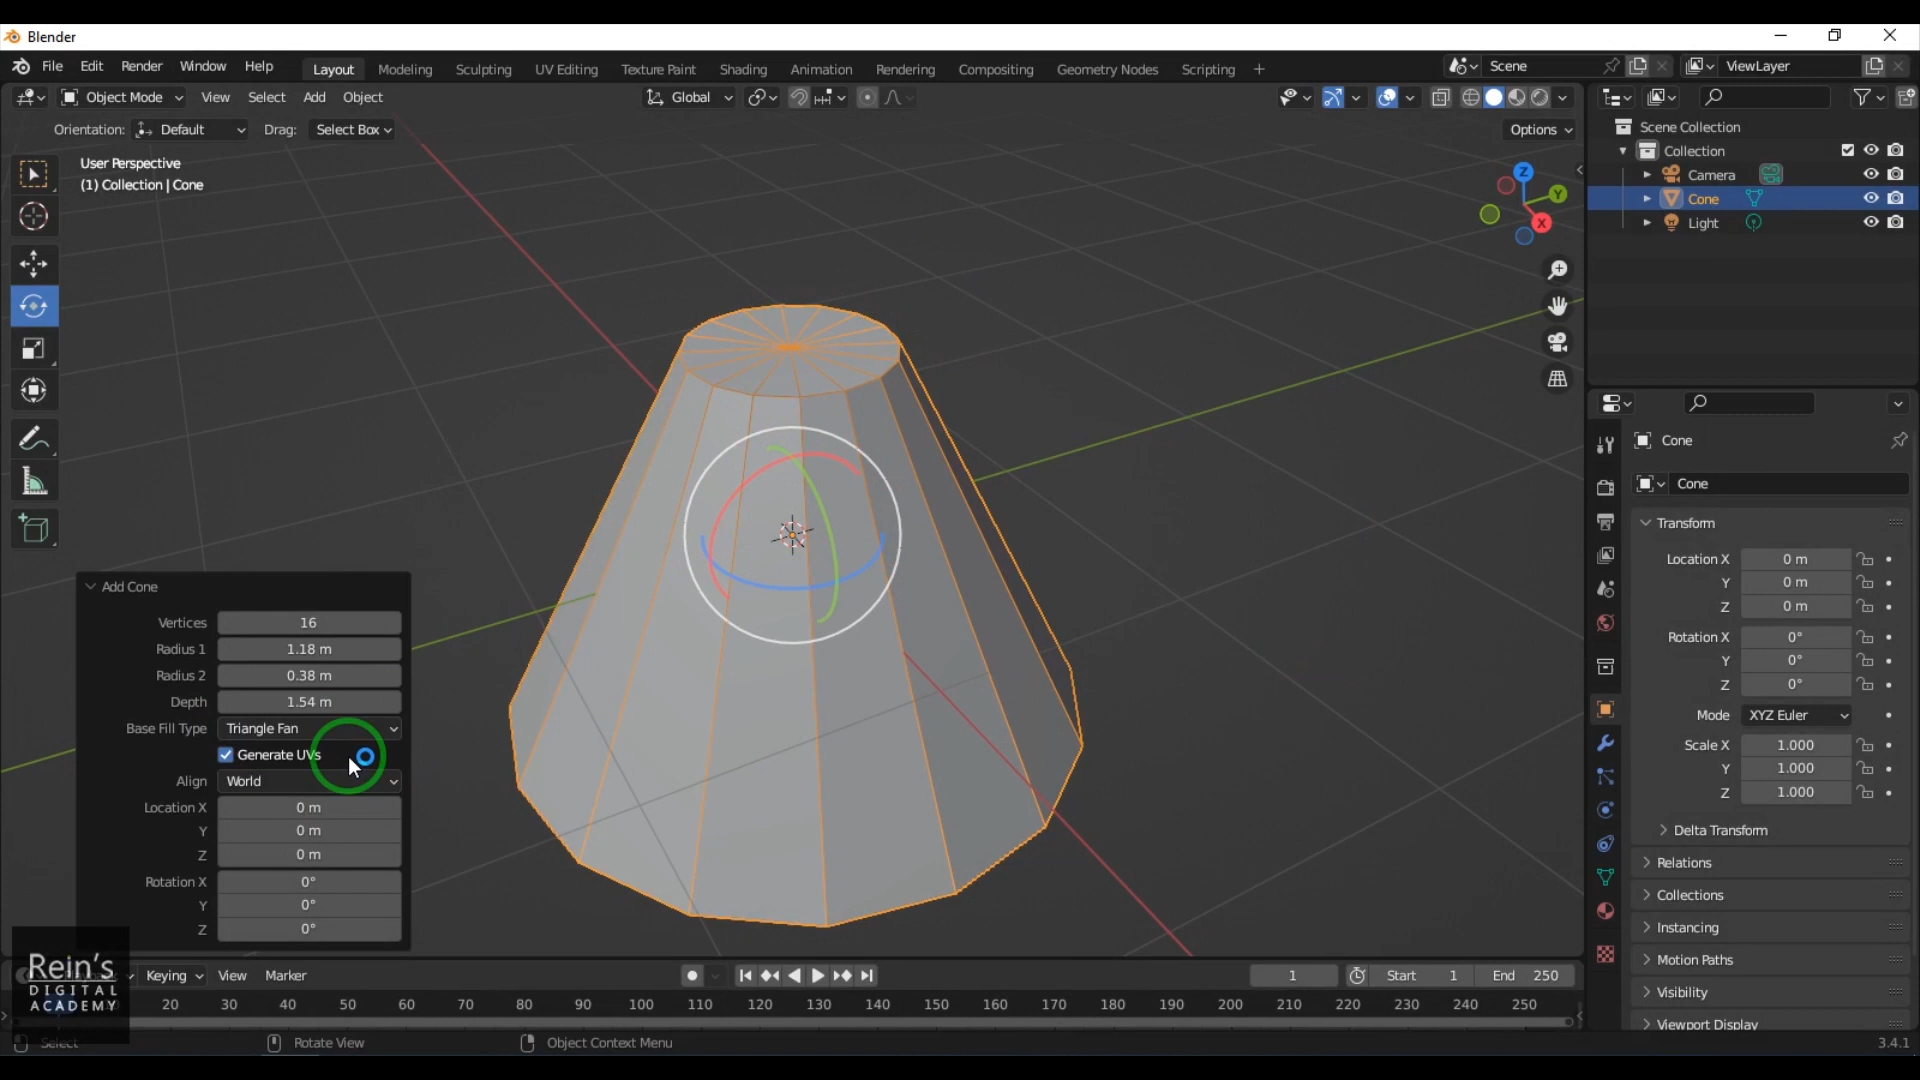 Blender
File Edit Render Window Help Layout Modeling Sculpting UV Editing Texture Paint Shading Animation Rendering Compositing Geometry Nodes Scripting + Scene ViewLayer
Object Mode View Select Add Object Global
Orientation: Default Drag: Select Box Options
User Perspective
(1) Collection | Cone
Z
Y
X
Scene Collection
Collection
Camera
Cone
Light
Cone
Cone
Transform
Location X 0 m
Y 0 m
Z 0 m
Rotation X 0°
Y 0°
Z 0°
Mode XYZ Euler
Scale X 1.000
Y 1.000
Z 1.000
Delta Transform
Relations
Collections
Instancing
Motion Paths
Visibility
Viewport Display
Add Cone
Vertices 16
Radius 1 1.18 m
Radius 2 0.38 m
Depth 1.54 m
Base Fill Type Triangle Fan
Generate UVs
Align World
Location X 0 m
Y 0 m
Z 0 m
Rotation X 0°
Y 0°
Z 0°
Rein's
DIGITAL
ACADEMY
Keying View Marker 1 Start 1 End 250
20 30 40 50 60 70 80 90 100 110 120 130 140 150 160 170 180 190 200 210 220 230 240 250
Select Rotate View Object Context Menu 3.4.1